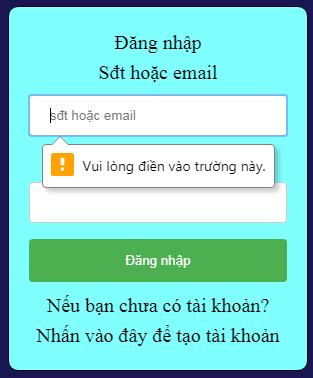 Đăng nhập
Sđt hoặc email
sđt hoặc email
Vui lòng điền vào trường này.
Đăng nhập
Nếu bạn chưa có tài khoản?
Nhấn vào đây để tạo tài khoản